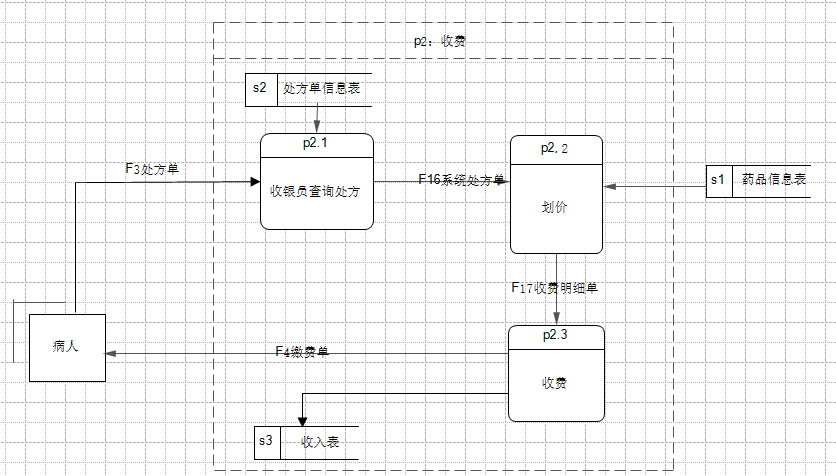 p2：收费
s2 处方单信息表
p2.1
收银员查询处方
F3处方单
F16系统处方单
p2, 2
划价
s1 药品信息表
F17收费明细单
p2.3
收费
病人
F4缴费单
s3 收入表